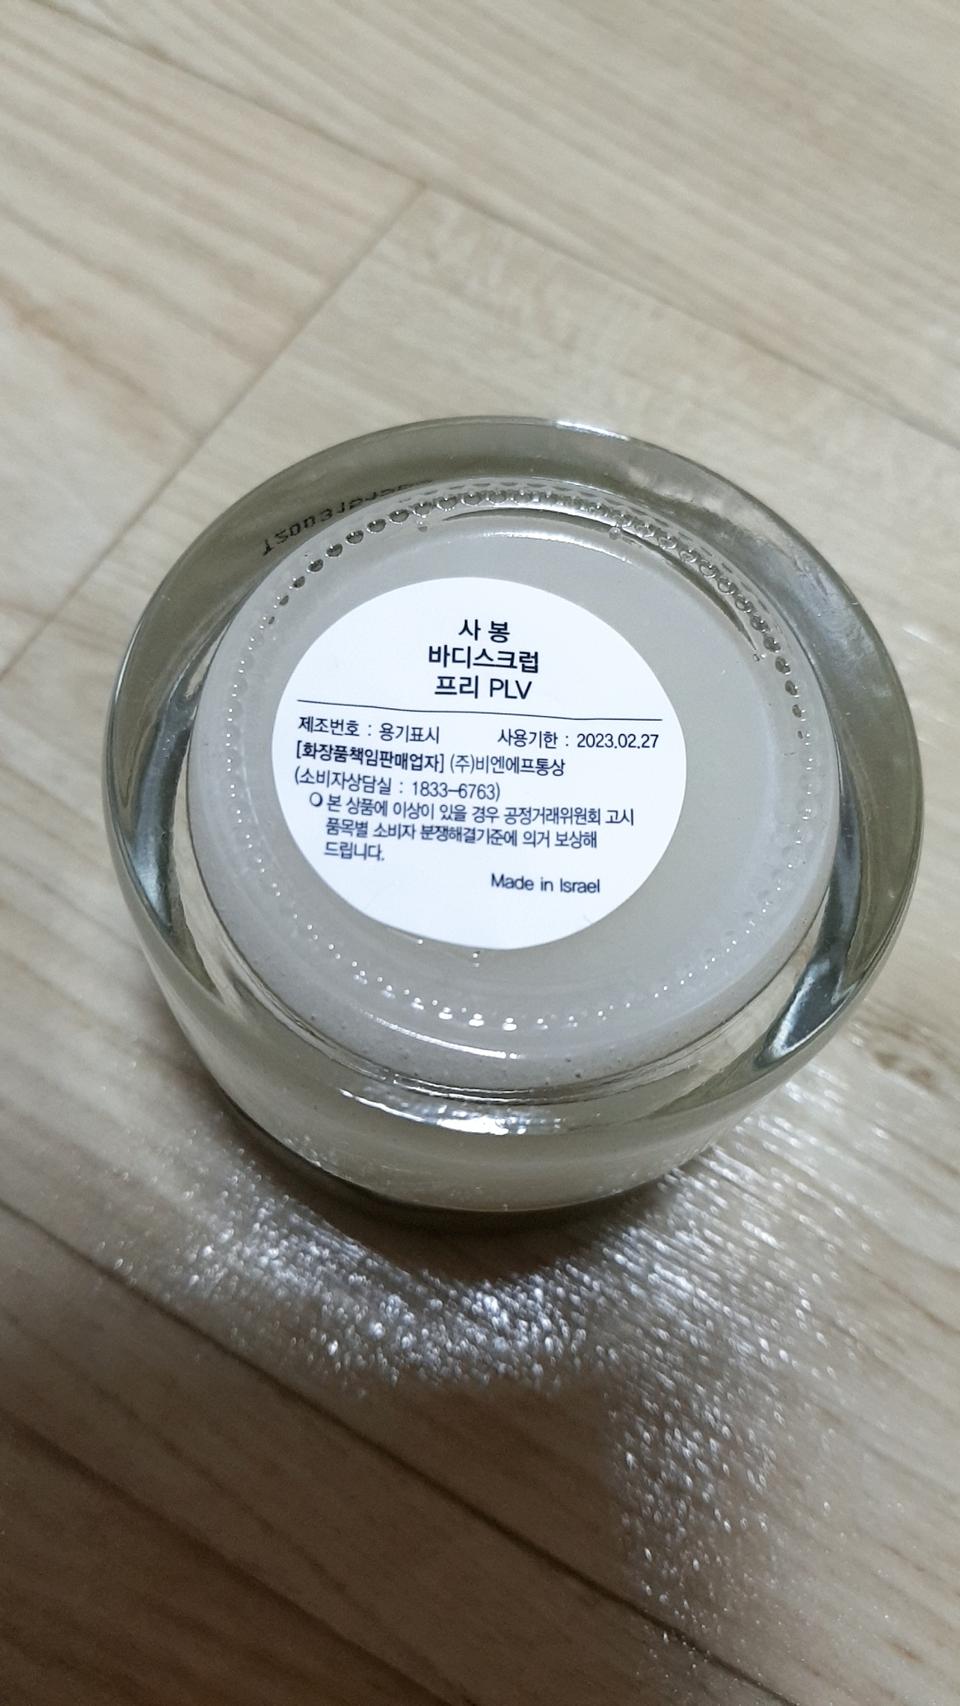 사 봉
바디스크럽
프리 PLV
제조번호 : 용기표시 사용기한 : 2023.02.27
[화장품책임판매업자] (주)비엔에프통상
(소비자상담실 : 1833-6763)
❍ 본 상품에 이상이 있을 경우 공정거래위원회 고시
품목별 소비자 분쟁해결기준에 의거 보상해
드립니다.
Made in Israel